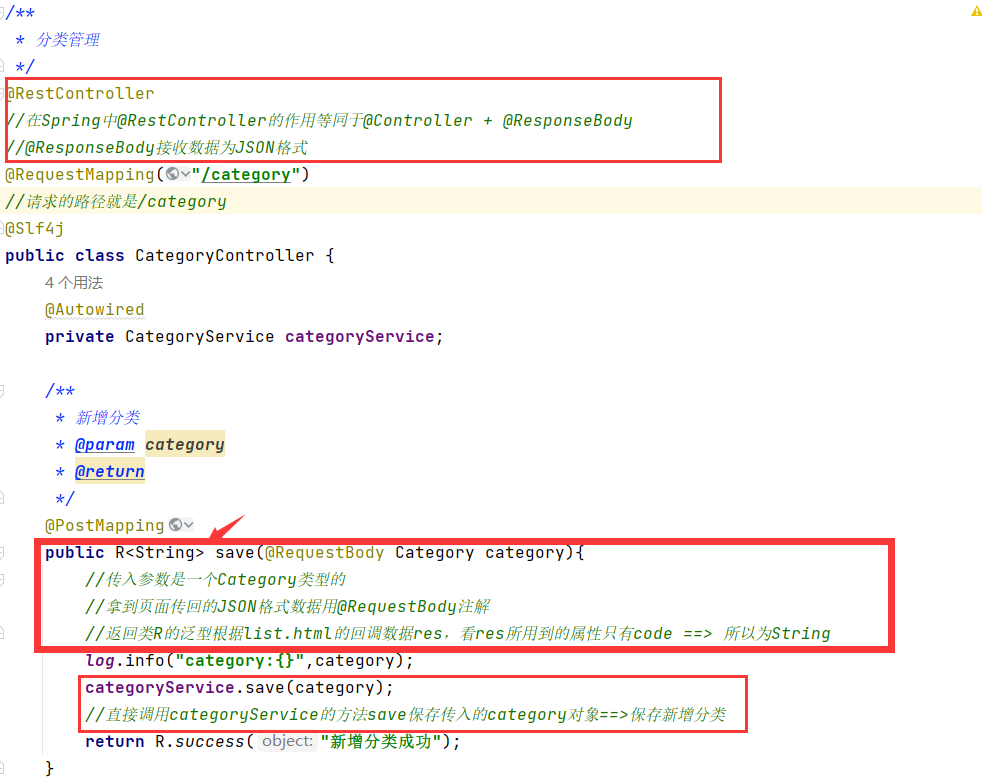 /**
* 分类管理
*/
@RestController
//在Spring中@RestController的作用等同于@Controller + @ResponseBody
//@ResponseBody接收数据为JSON格式
@RequestMapping("/category")
//请求的路径就是/category
@Slf4j
public class CategoryController {
4 个用法
@Autowired
private CategoryService categoryService;
/**
* 新增分类
* @param category
* @return
*/
@PostMapping
public R<String> save(@RequestBody Category category){
//传入参数是一个Category类型的
//拿到页面传回的JSON格式数据用@RequestBody注解
//返回类R的泛型根据list.html的回调数据res，看res所用到的属性只有code ==> 所以为String
log.info("category:{}",category);
categoryService.save(category);
//直接调用categoryService的方法save保存传入的category对象==>保存新增分类
return R.success( object: "新增分类成功");
}